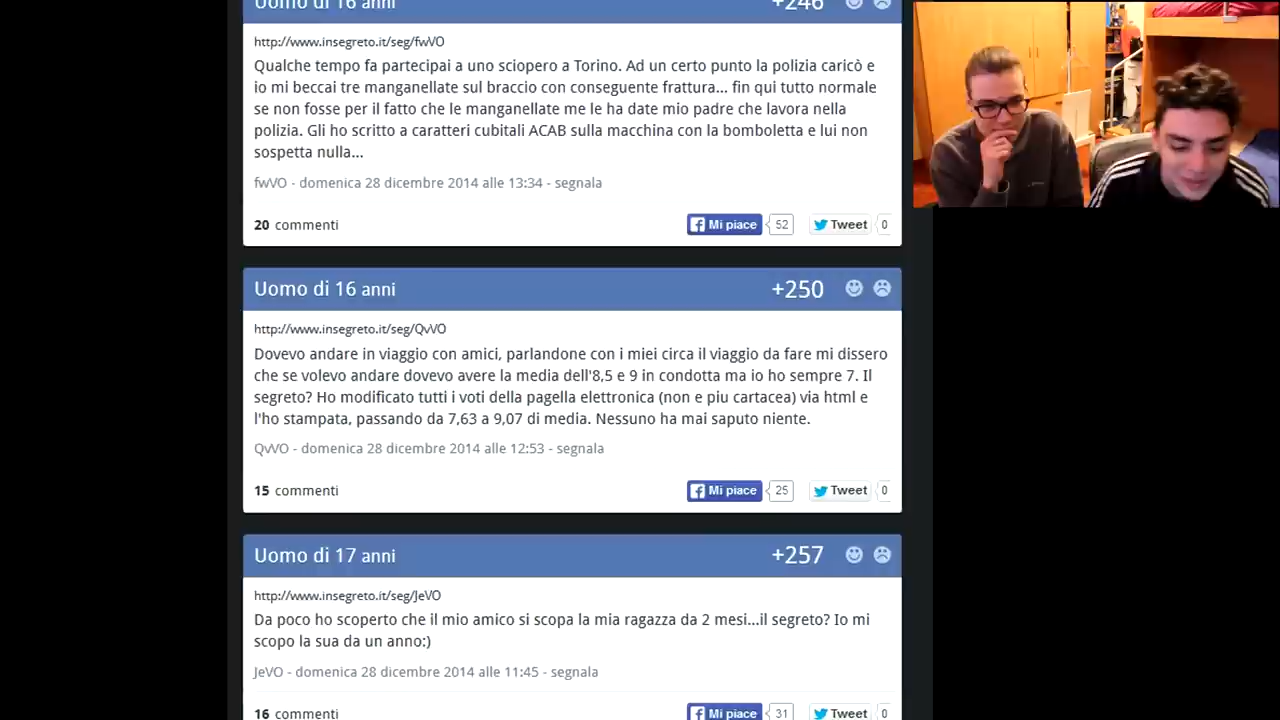 Uomo di 16 anni
+246
http://www.insegreto.it/seg/fwVO
Qualche tempo fa partecipai a uno sciopero a Torino. Ad un certo punto la polizia caricò e
io mi beccai tre manganellate sul braccio con conseguente frattura... fin qui tutto normale
se non fosse per il fatto che le manganellate me le ha date mio padre che lavora nella
polizia. Gli ho scritto a caratteri cubitali ACAB sulla macchina con la bomboletta e lui non
sospetta nulla...
fwVO - domenica 28 dicembre 2014 alle 13:34 - segnala
20 commenti
Mi piace 52 Tweet 0
Uomo di 16 anni
+250
http://www.insegreto.it/seg/QvVO
Dovevo andare in viaggio con amici, parlandone con i miei circa il viaggio da fare mi dissero
che se volevo andare dovevo avere la media dell'8,5 e 9 in condotta ma io ho sempre 7. Il
segreto? Ho modificato tutti i voti della pagella elettronica (non e piu cartacea) via html e
l'ho stampata, passando da 7,63 a 9,07 di media. Nessuno ha mai saputo niente.
QvVO - domenica 28 dicembre 2014 alle 12:53 - segnala
15 commenti
Mi piace 25 Tweet 0
Uomo di 17 anni
+257
http://www.insegreto.it/seg/JeVO
Da poco ho scoperto che il mio amico si scopa la mia ragazza da 2 mesi...il segreto? Io mi
scopo la sua da un anno:)
JeVO - domenica 28 dicembre 2014 alle 11:45 - segnala
16 commenti
Mi piace 31 Tweet 0